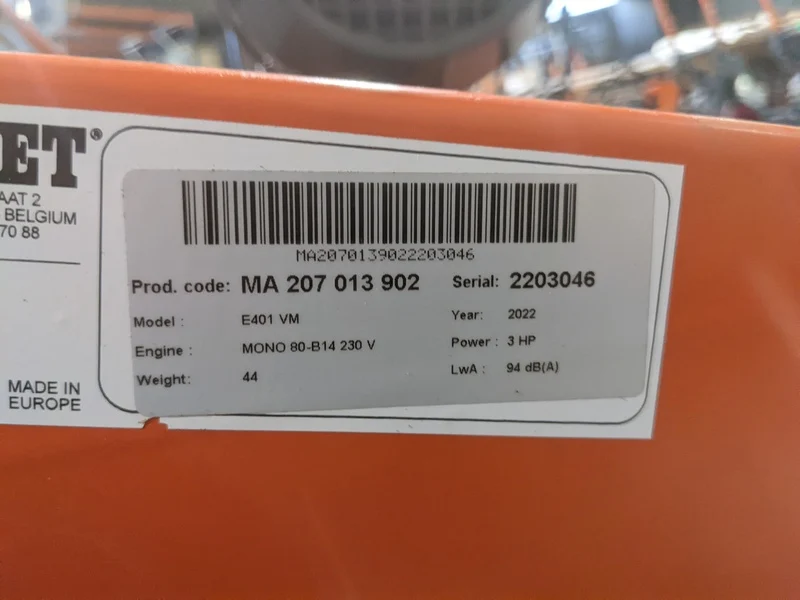 ET®
AAT 2
BELGIUM
70 88
MA2070139022203046
Prod. code: MA 207 013 902 Serial: 2203046
Model : E401 VM Year: 2022
Engine : MONO 80-B14 230 V Power : 3 HP
Weight: 44 LwA : 94 dB(A)
MADE IN
EUROPE